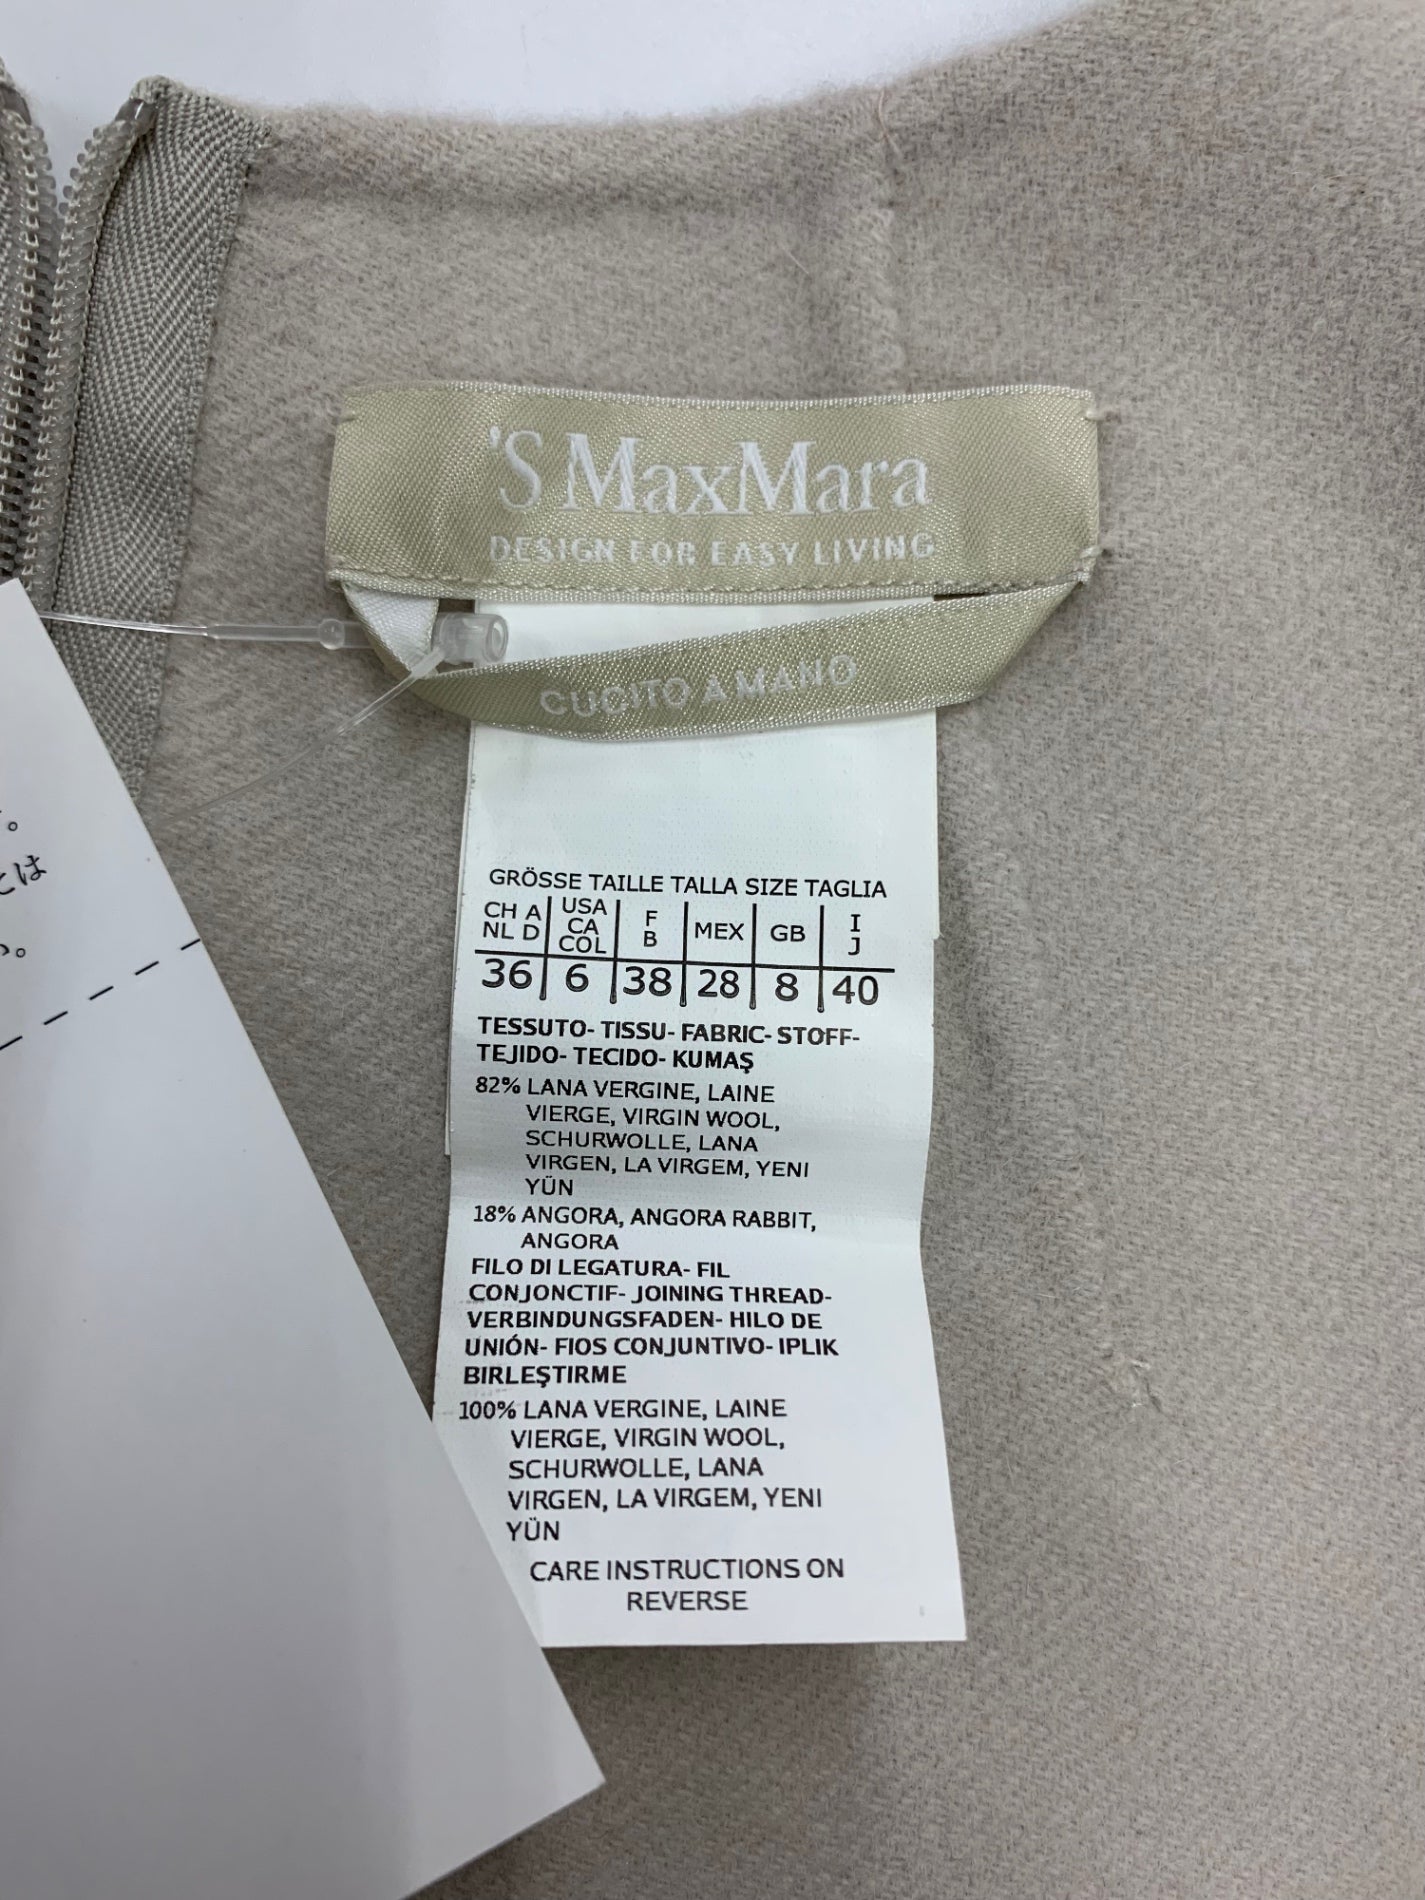 'S MaxMara
DESIGN FOR EASY LIVING
CUCITO A MANO
GRÖSSE TAILLE TALLA SIZE TAGLIA
CH A NL D | USA CA COL | F B | MEX | GB | I J
36 | 6 | 38 | 28 | 8 | 40
TESSUTO- TISSU- FABRIC- STOFF-
TEJIDO- TECIDO- KUMAŞ
82% LANA VERGINE, LAINE
VIERGE, VIRGIN WOOL,
SCHURWOLLE, LANA
VIRGEN, LA VIRGEM, YENI
YÜN
18% ANGORA, ANGORA RABBIT,
ANGORA
FILO DI LEGATURA- FIL
CONJONCTIF- JOINING THREAD-
VERBINDUNGSFADEN- HILO DE
UNIÓN- FIOS CONJUNTIVO- IPLIK
BIRLEŞTIRME
100% LANA VERGINE, LAINE
VIERGE, VIRGIN WOOL,
SCHURWOLLE, LANA
VIRGEN, LA VIRGEM, YENI
YÜN
CARE INSTRUCTIONS ON
REVERSE
とは